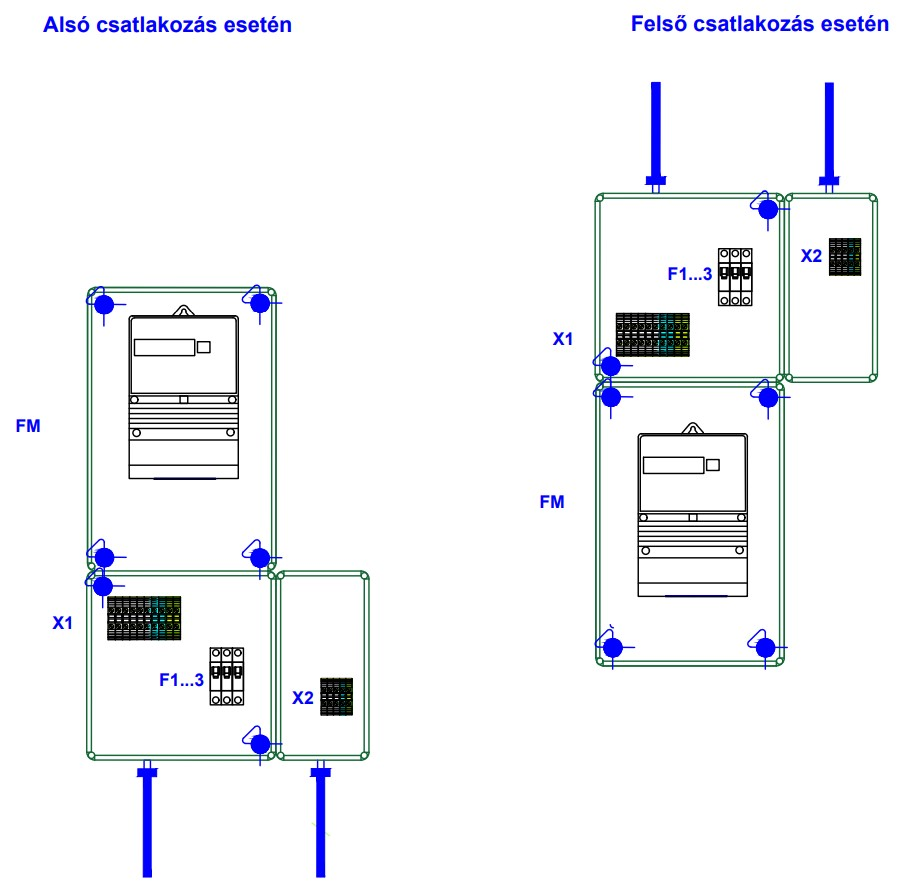 Alsó csatlakozás esetén
FM
X1
F1...3
X2
Felső csatlakozás esetén
X2
F1...3
X1
FM